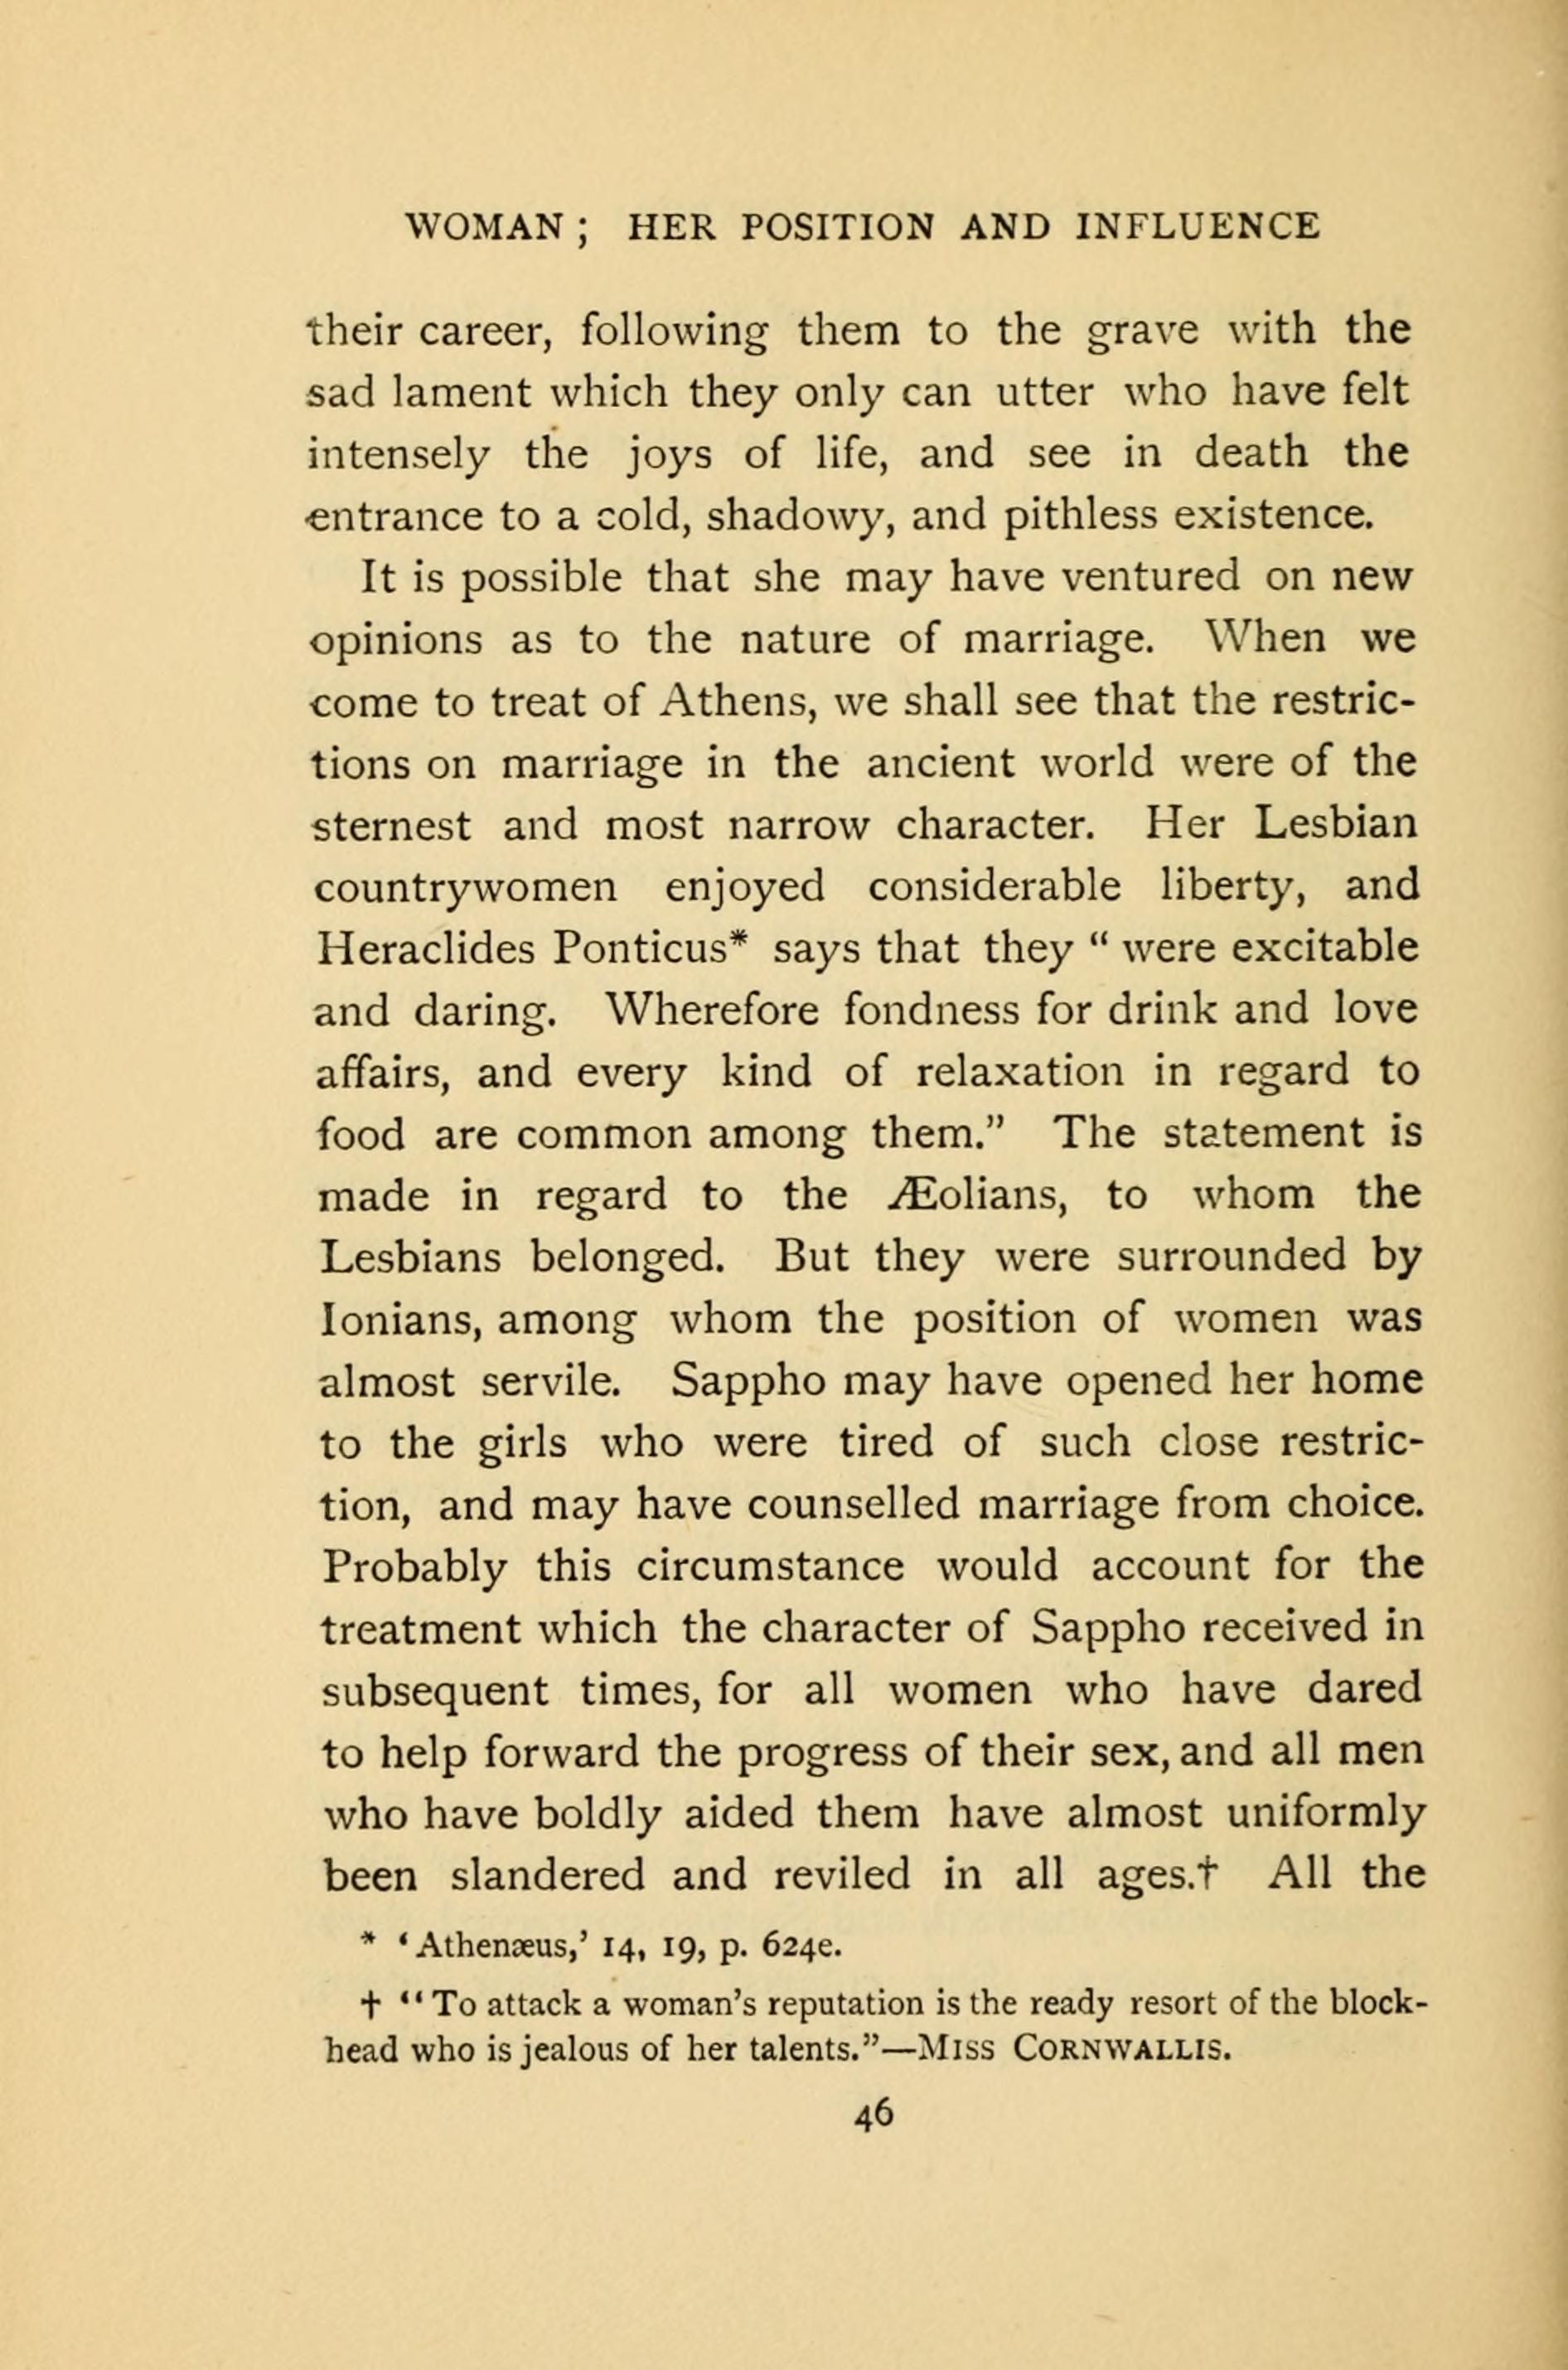 WOMAN ; HER POSITION AND INFLUENCE
their career, following them to the grave with the
sad lament which they only can utter who have felt
intensely the joys of life, and see in death the
entrance to a cold, shadowy, and pithless existence.
It is possible that she may have ventured on new
opinions as to the nature of marriage. When we
come to treat of Athens, we shall see that the restric-
tions on marriage in the ancient world were of the
sternest and most narrow character. Her Lesbian
countrywomen enjoyed considerable liberty, and
Heraclides Ponticus* says that they “ were excitable
and daring. Wherefore fondness for drink and love
affairs, and every kind of relaxation in regard to
food are common among them.” The statement is
made in regard to the Æolians, to whom the
Lesbians belonged. But they were surrounded by
Ionians, among whom the position of women was
almost servile. Sappho may have opened her home
to the girls who were tired of such close restric-
tion, and may have counselled marriage from choice.
Probably this circumstance would account for the
treatment which the character of Sappho received in
subsequent times, for all women who have dared
to help forward the progress of their sex, and all men
who have boldly aided them have almost uniformly
been slandered and reviled in all ages.† All the
* ‘Athenæus,’ 14, 19, p. 624e.
† “To attack a woman’s reputation is the ready resort of the block-
head who is jealous of her talents.”—MISS CORNWALLIS.
46